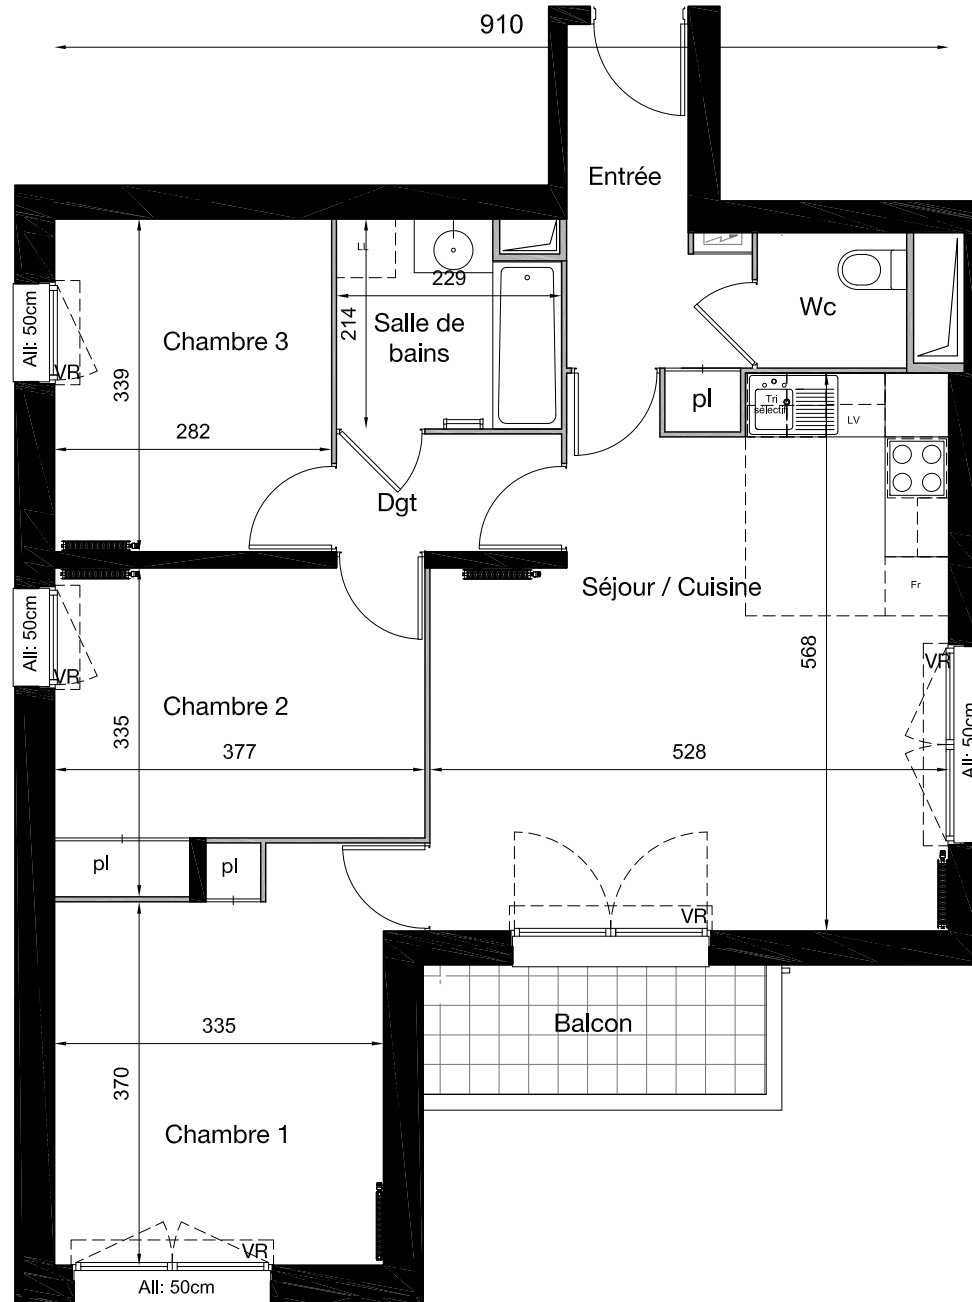 910
Entrée
LL
229
214
Salle de
bains
Wc
All: 50cm
VR
Chambre 3
339
282
pl
Tri
sélectif
LV
Dgt
Séjour / Cuisine
Fr
All: 50cm
VR
Chambre 2
335
377
568
528
VR
All: 50cm
pl
pl
VR
Balcon
335
370
Chambre 1
VR
All: 50cm